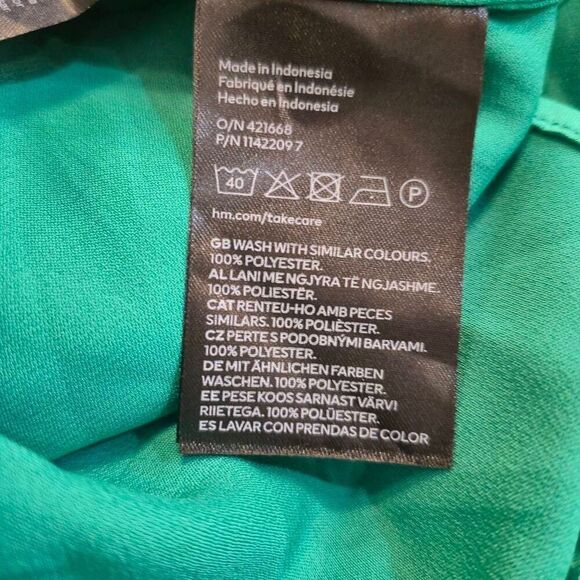 Made in Indonesia
Fabriqué en Indonésie
Hecho en Indonesia
O/N 421668
P/N 1142209 7
40
P
hm.com/takecare
GB WASH WITH SIMILAR COLOURS.
100% POLYESTER.
AL LANI ME NGJYRA TË NGJASHME.
100% POLIESTËR.
CAT RENTEU-HO AMB PECES
SIMILARS. 100% POLIÈSTER.
CZ PERTE S PODOBNÝMI BARVAMI.
100% POLYESTER.
DE MIT ÄHNLICHEN FARBEN
WASCHEN. 100% POLYESTER.
EE PESE KOOS SARNAST VÄRVI
RIIETEGA. 100% POLÜESTER.
ES LAVAR CON PRENDAS DE COLOR